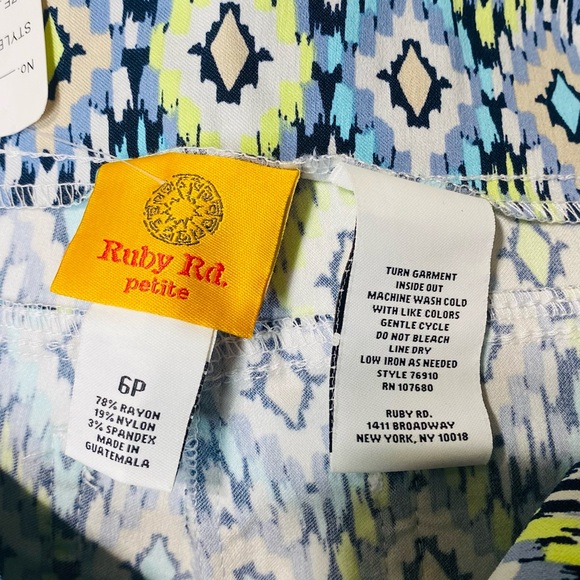 STYLE
No.
Ruby Rd.
petite
6P
78% RAYON
19% NYLON
3% SPANDEX
MADE IN
GUATEMALA
TURN GARMENT
INSIDE OUT
MACHINE WASH COLD
WITH LIKE COLORS
GENTLE CYCLE
DO NOT BLEACH
LINE DRY
LOW IRON AS NEEDED
STYLE 76910
RN 107680
RUBY RD.
1411 BROADWAY
NEW YORK, NY 10018